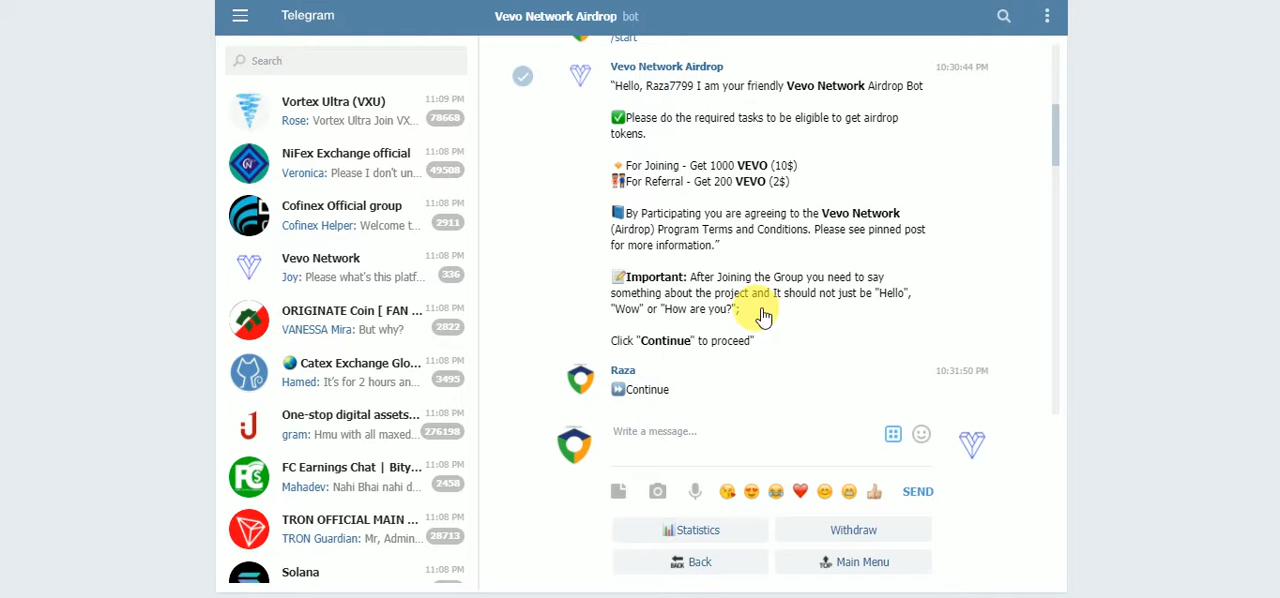 Telegram
Vevo Network Airdrop bot
Search
Vortex Ultra (VXU) 11:09 PM
Rose: Vortex Ultra Join VX... 78668
NiFex Exchange official 11:08 PM
Veronica: Please I don't un... 49508
Cofinex Official group 11:08 PM
Cofinex Helper: Welcome t... 2911
Vevo Network 11:08 PM
Joy: Please what's this platf... 336
ORIGINATE Coin [ FAN ... 11:08 PM
VANESSA Mira: But why? 2822
Catex Exchange Glo... 11:08 PM
Hamed: It's for 2 hours an... 3495
One-stop digital assets... 11:08 PM
gram: Hmu with all maxed... 276198
FC Earnings Chat | Bity... 11:08 PM
Mahadev: Nahi Bhai nahi d... 2458
TRON OFFICIAL MAIN ... 11:08 PM
TRON Guardian: Mr, Admin... 28713
Solana 11:08 PM
/start
Vevo Network Airdrop 10:30:44 PM
"Hello, Raza7799 I am your friendly Vevo Network Airdrop Bot
✅Please do the required tasks to be eligible to get airdrop
tokens.
🔸For Joining - Get 1000 VEVO (10$)
👬For Referral - Get 200 VEVO (2$)
📘By Participating you are agreeing to the Vevo Network
(Airdrop) Program Terms and Conditions. Please see pinned post
for more information."
📝Important: After Joining the Group you need to say
something about the project and It should not just be "Hello",
"Wow" or "How are you?";
Click "Continue" to proceed"
Raza 10:31:50 PM
⏩Continue
Write a message...
SEND
📊Statistics
Withdraw
🔙 Back
🔝 Main Menu